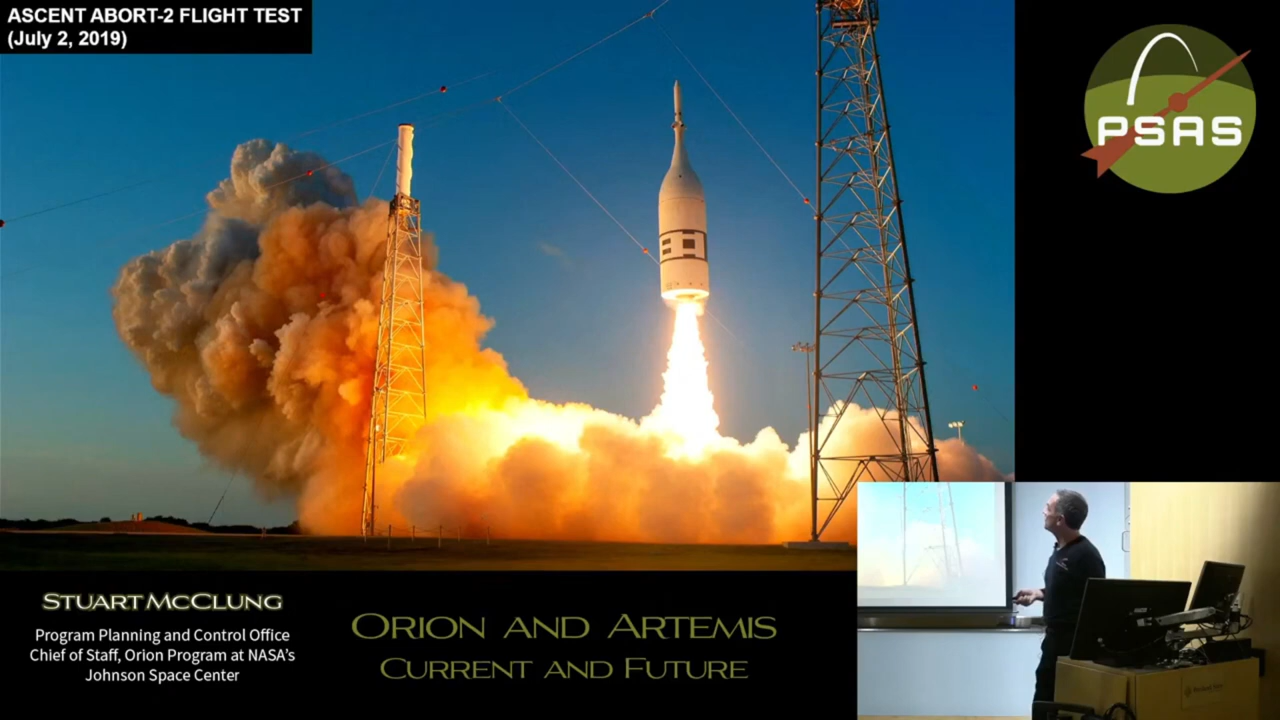 ASCENT ABORT-2 FLIGHT TEST
(July 2, 2019)
PSAS
STUART MCCLUNG
Program Planning and Control Office
Chief of Staff, Orion Program at NASA's
Johnson Space Center
ORION AND ARTEMIS
CURRENT AND FUTURE